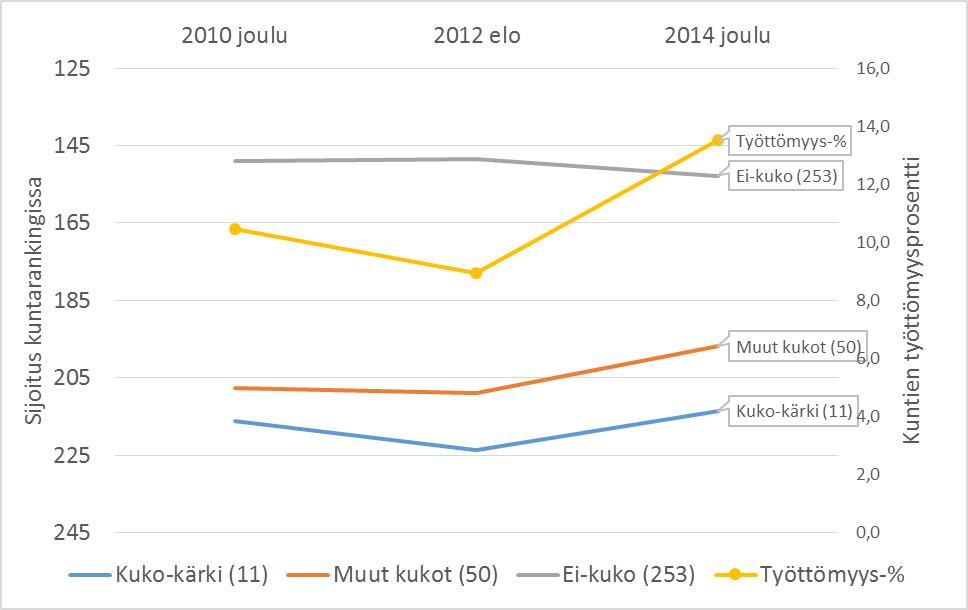 2010 joulu 2012 elo 2014 joulu
125
145
165
185
205
225
245
Sijoitus kuntarankingissa
16,0
14,0
12,0
10,0
8,0
6,0
4,0
2,0
0,0
Kuntien työttömyysprosentti
Työttömyys-%
Ei-kuko (253)
Muut kukot (50)
Kuko-kärki (11)
Kuko-kärki (11) Muut kukot (50) Ei-kuko (253) Työttömyys-%